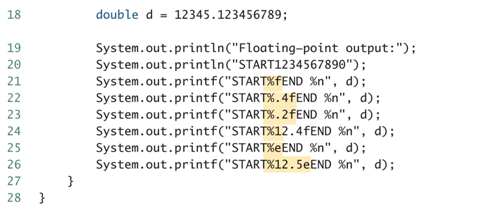 18 double d = 12345.123456789;
19 System.out.println("Floating–point output:");
20 System.out.println("START1234567890");
21 System.out.printf("START%fEND %n", d);
22 System.out.printf("START%.4fEND %n", d);
23 System.out.printf("START%.2fEND %n", d);
24 System.out.printf("START%12.4fEND %n", d);
25 System.out.printf("START%eEND %n", d);
26 System.out.printf("START%12.5eEND %n", d);
27 }
28 }